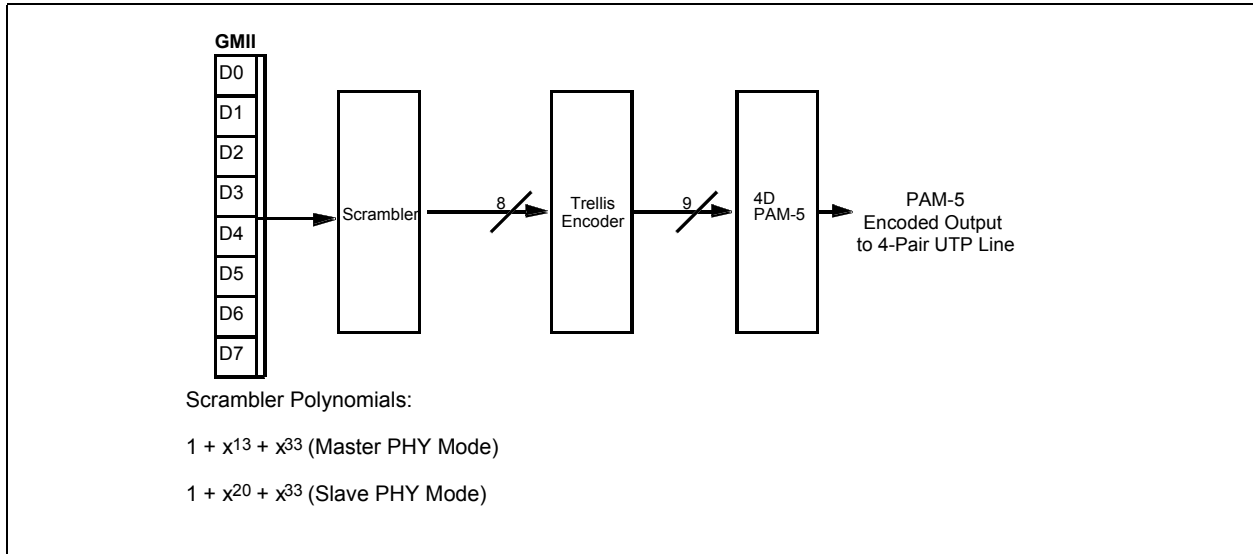 GMII
D0
D1
D2
D3
D4
D5
D6
D7
Scrambler
8
Trellis
Encoder
9
4D
PAM-5
PAM-5
Encoded Output
to 4-Pair UTP Line
Scrambler Polynomials:
1 + x13 + x33 (Master PHY Mode)
1 + x20 + x33 (Slave PHY Mode)